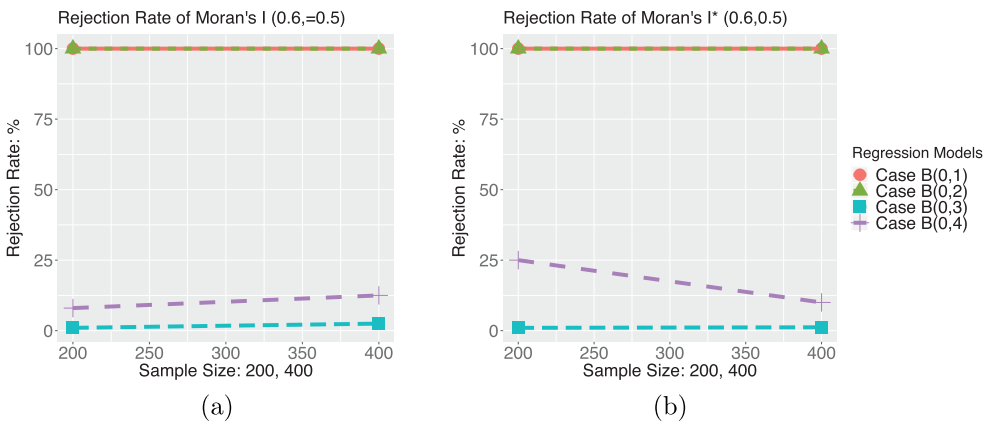 Rejection Rate of Moran's I (0.6,=0.5)
Rejection Rate: %
100
75
50
25
0
200 250 300 350 400
Sample Size: 200, 400
(a)
Rejection Rate of Moran's I* (0.6,0.5)
Rejection Rate: %
100
75
50
25
0
200 250 300 350 400
Sample Size: 200, 400
(b)
Regression Models
Case B(0,1)
Case B(0,2)
Case B(0,3)
Case B(0,4)